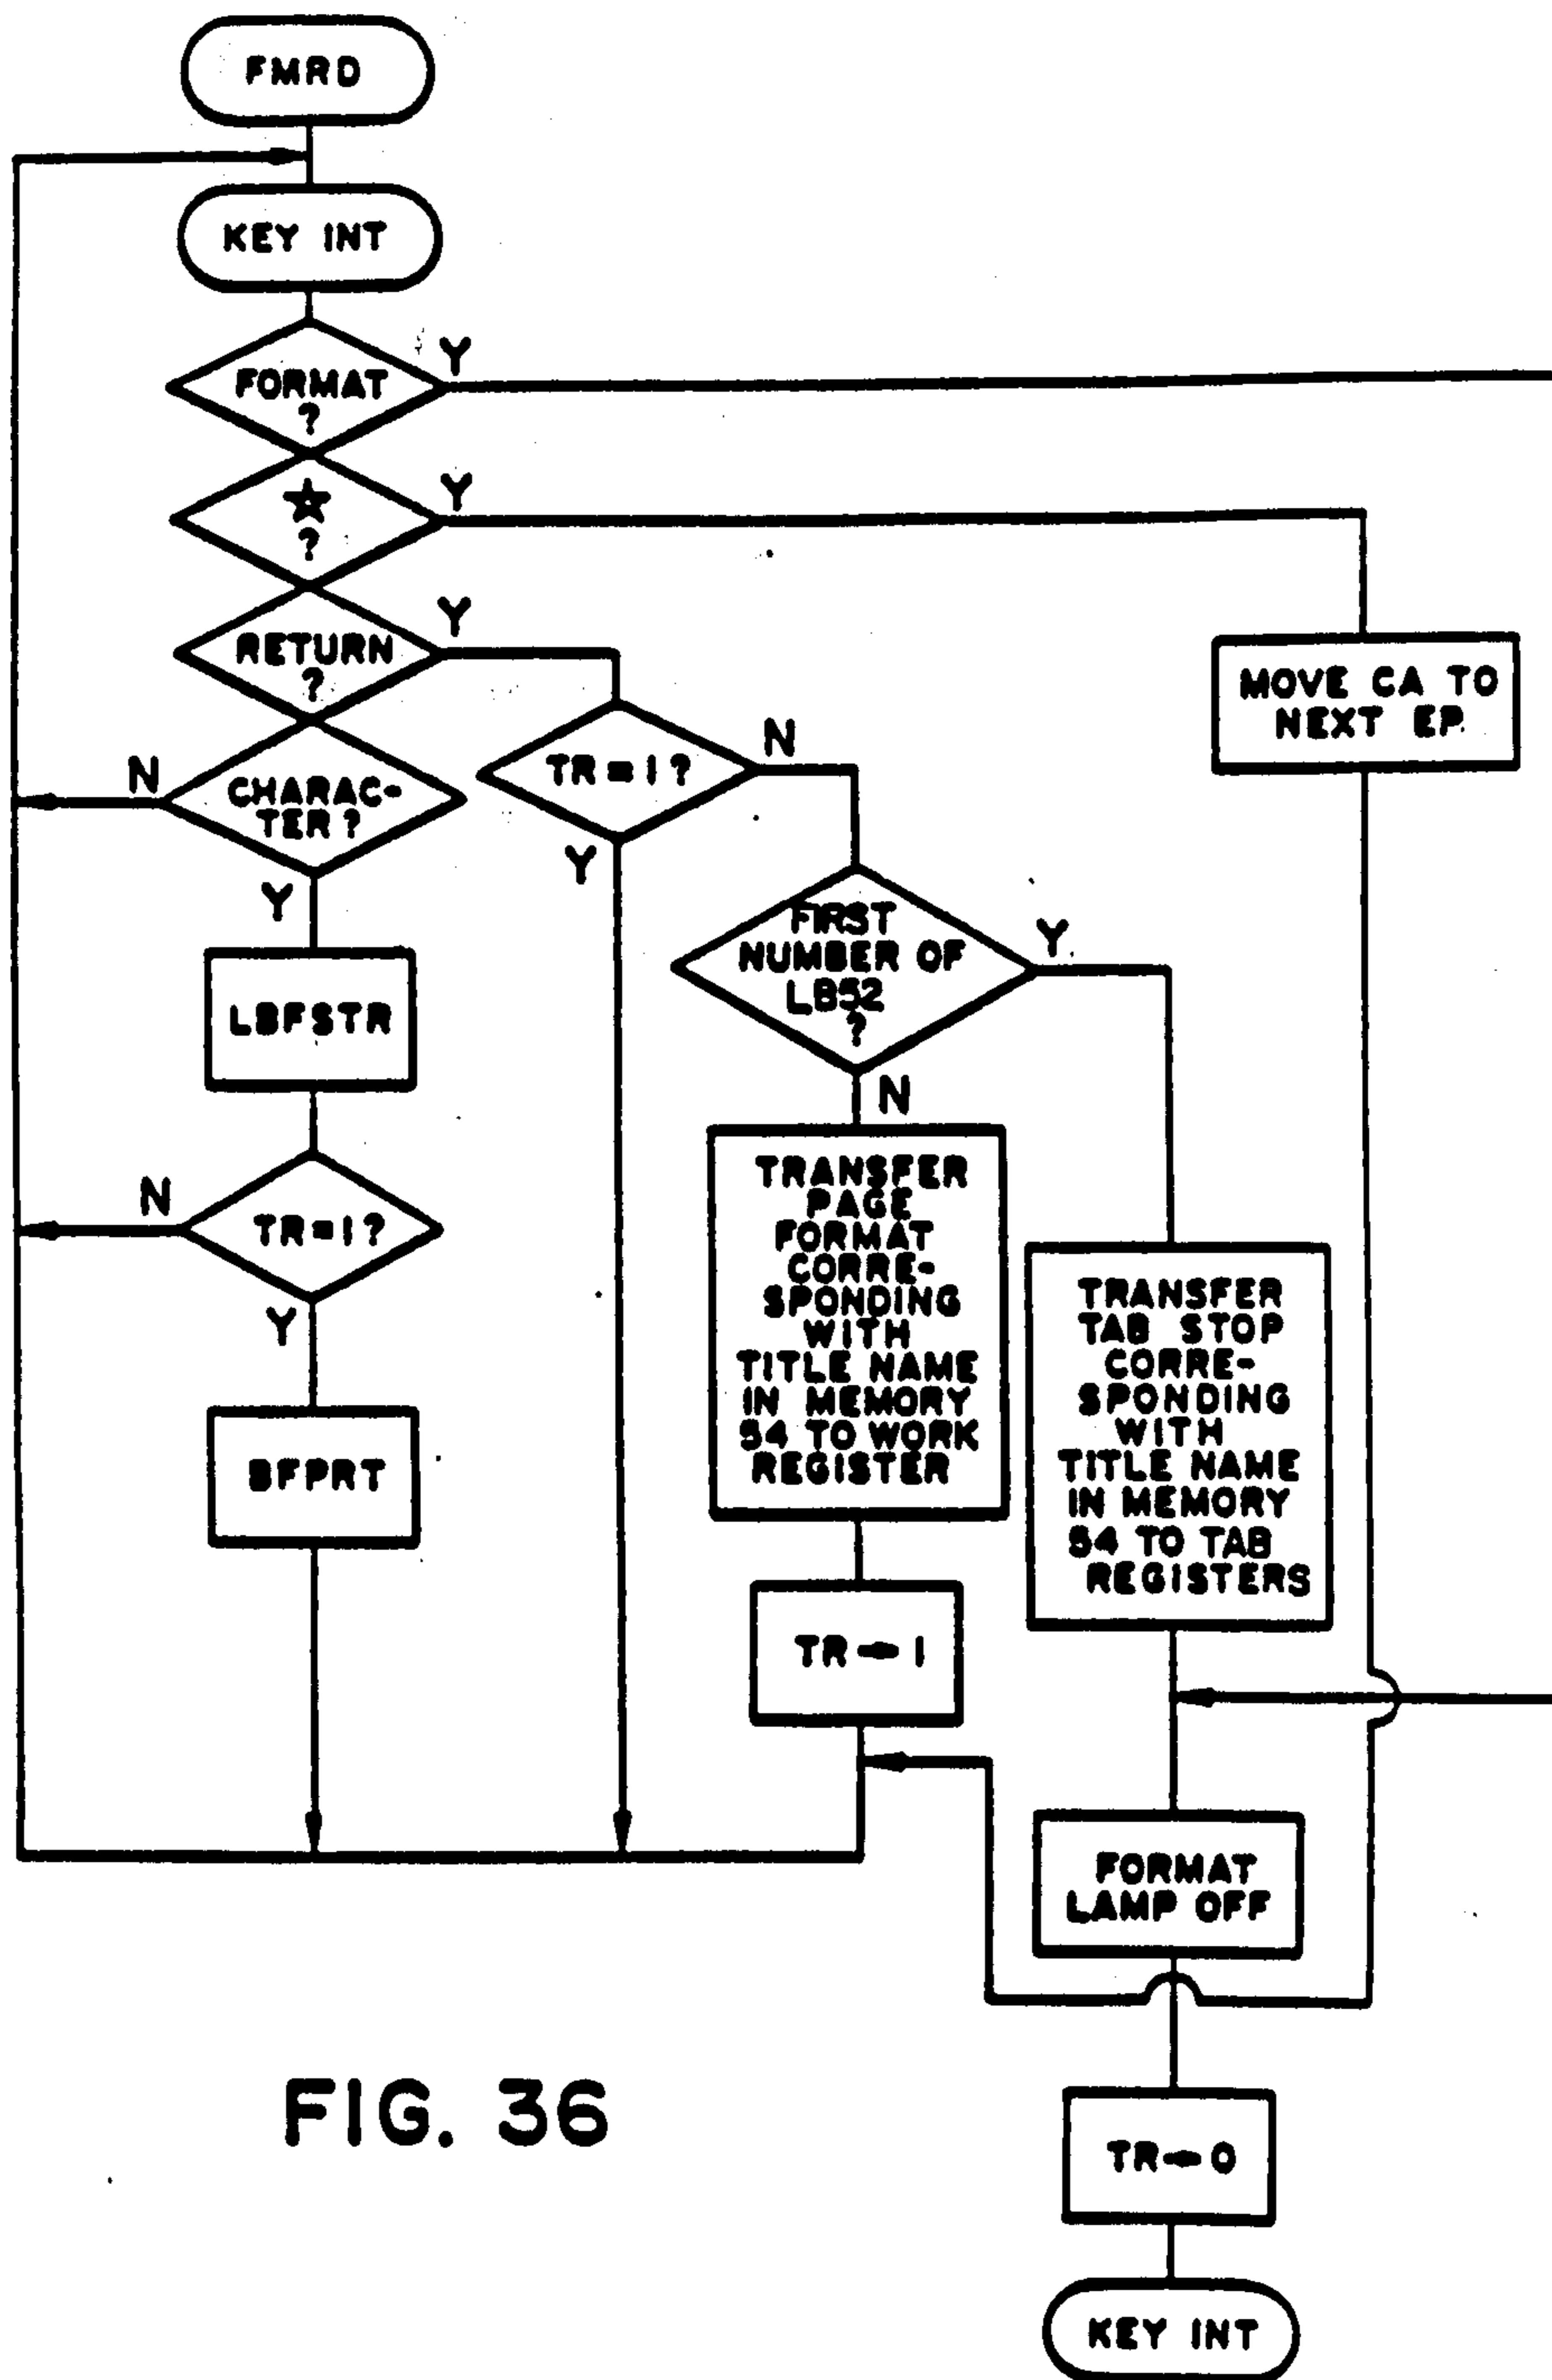 FMRD
KEY INT
FORMAT
?
Y
☆
?
Y
RETURN
?
Y
CHARAC-
TER?
N
Y
LBFSTR
TR=1?
N
Y
BFPRT
TR=1?
N
Y
FIRST
NUMBER OF
LB52
?
Y
N
TRANSFER
PAGE
FORMAT
CORRE-
SPONDING
WITH
TITLE NAME
IN MEMORY
54 TO WORK
REGISTER
TR←1
TRANSFER
TAB STOP
CORRE-
SPONDING
WITH
TITLE NAME
IN MEMORY
54 TO TAB
REGISTERS
MOVE CA TO
NEXT EP.
FORMAT
LAMP OFF
TR←0
KEY INT
FIG. 36